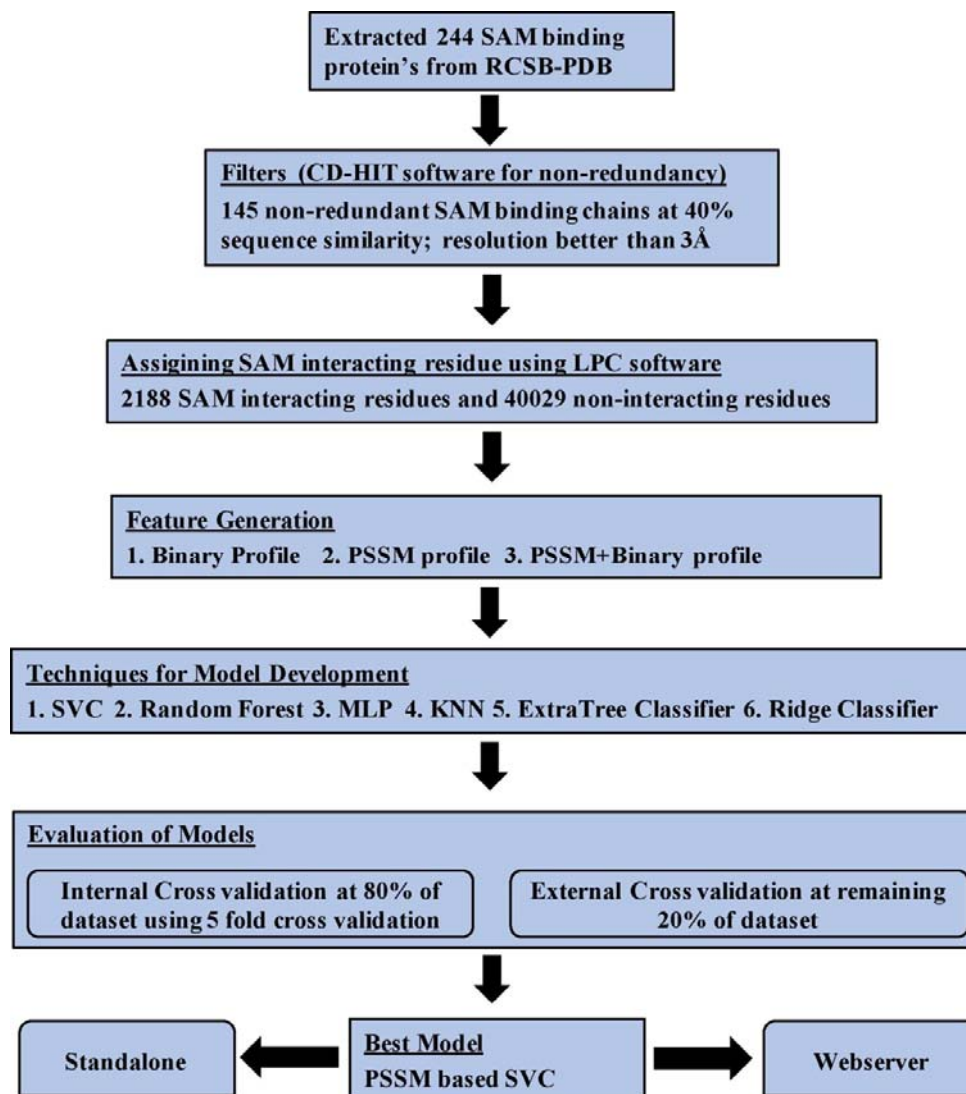 Extracted 244 SAM binding
protein's from RCSB-PDB
Filters (CD-HIT software for non-redundancy)
145 non-redundant SAM binding chains at 40%
sequence similarity; resolution better than 3Å
Assigining SAM interacting residue using LPC software
2188 SAM interacting residues and 40029 non-interacting residues
Feature Generation
1. Binary Profile 2. PSSM profile 3. PSSM+Binary profile
Techniques for Model Development
1. SVC 2. Random Forest 3. MLP 4. KNN 5. ExtraTree Classifier 6. Ridge Classifier
Evaluation of Models
Internal Cross validation at 80% of
dataset using 5 fold cross validation
External Cross validation at remaining
20% of dataset
Standalone
Best Model
PSSM based SVC
Webserver